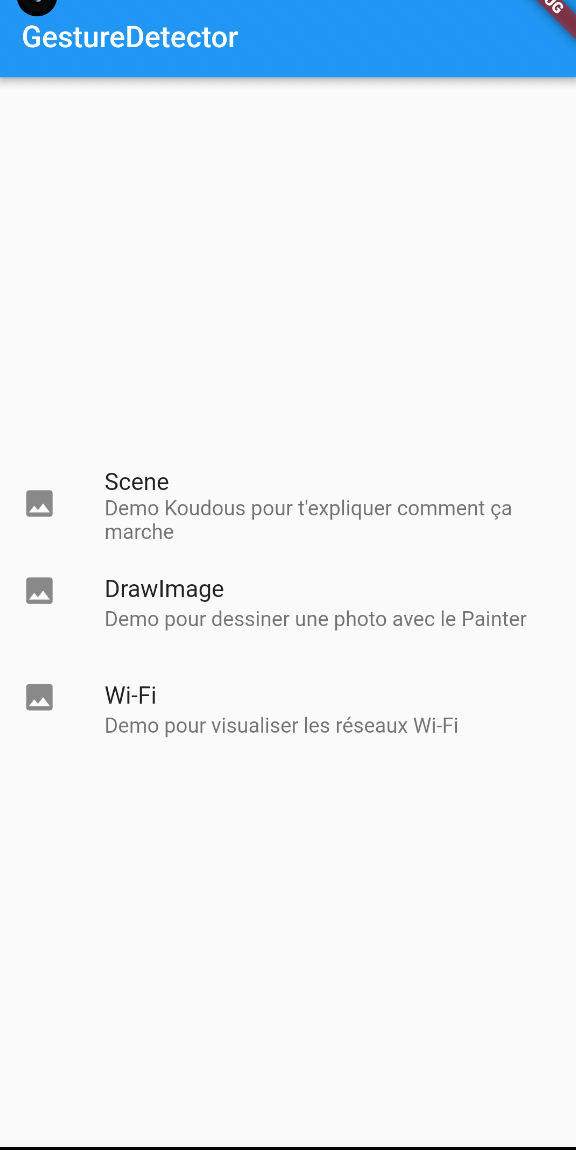 GestureDetector
Scene
Demo Koudous pour t'expliquer comment ça
marche
DrawImage
Demo pour dessiner une photo avec le Painter
Wi-Fi
Demo pour visualiser les réseaux Wi-Fi